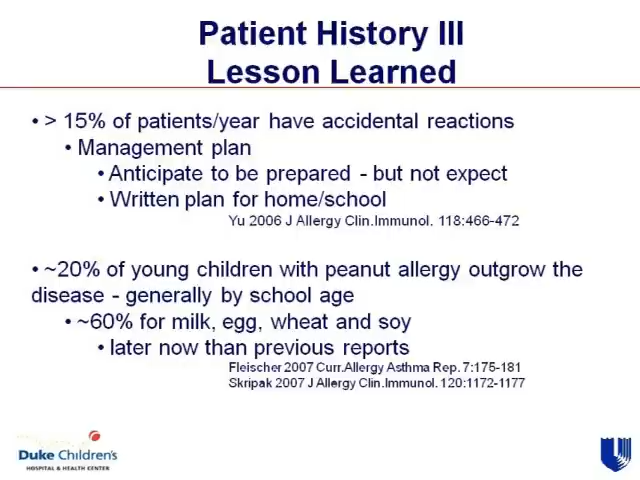 Patient History III
Lesson Learned
• > 15% of patients/year have accidental reactions
• Management plan
• Anticipate to be prepared - but not expect
• Written plan for home/school
Yu 2006 J Allergy Clin.Immunol. 118:466-472
• ~20% of young children with peanut allergy outgrow the
disease - generally by school age
• ~60% for milk, egg, wheat and soy
• later now than previous reports
Fleischer 2007 Curr.Allergy Asthma Rep. 7:175-181
Skripak 2007 J Allergy Clin.Immunol. 120:1172-1177
Duke Children's
HOSPITAL & HEALTH CENTER